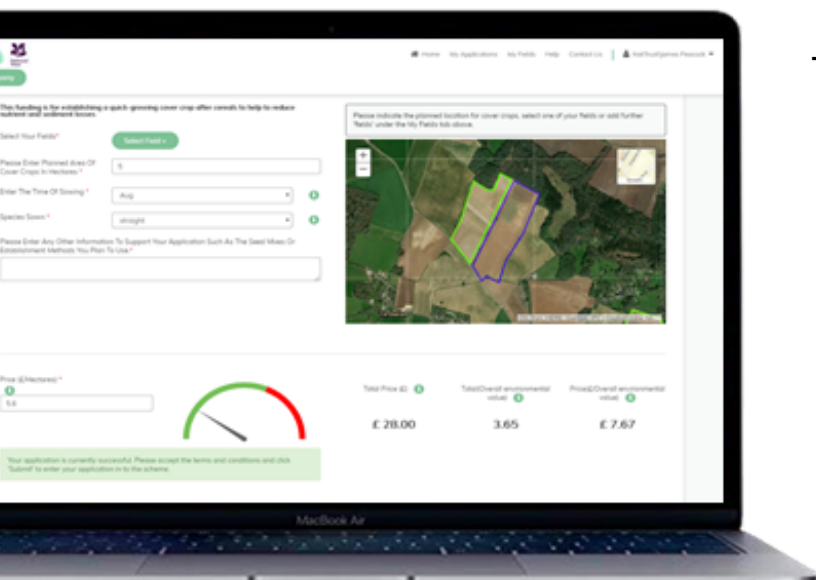 Home My Applications My Fields Help Contact Us
This funding is for establishing a quick-growing cover crop after cereals to help to reduce
nutrient and sediment losses
Select Your Fields*
Select Field
Please Enter Planned Area Of
Cover Crops In Hectares *
5
Enter The Time Of Sowing *
Aug
Species Sown *
straight
Please Enter Any Other Information To Support Your Application Such As The Seed Mixes Or
Establishment Methods You Plan To Use *
Please indicate the planned location for cover crops, select one of your fields or add further
'fields' under the My Fields tab above.
+
−
Price (£/Hectares) *
5.6
Your application is currently successful. Please accept the terms and conditions and click
'Submit' to enter your application in to the scheme.
Total Price (£)
£ 28.00
Total(Overall environmental
value)
3.65
Price(£/Overall environmental
value)
£ 7.67
MacBook Air